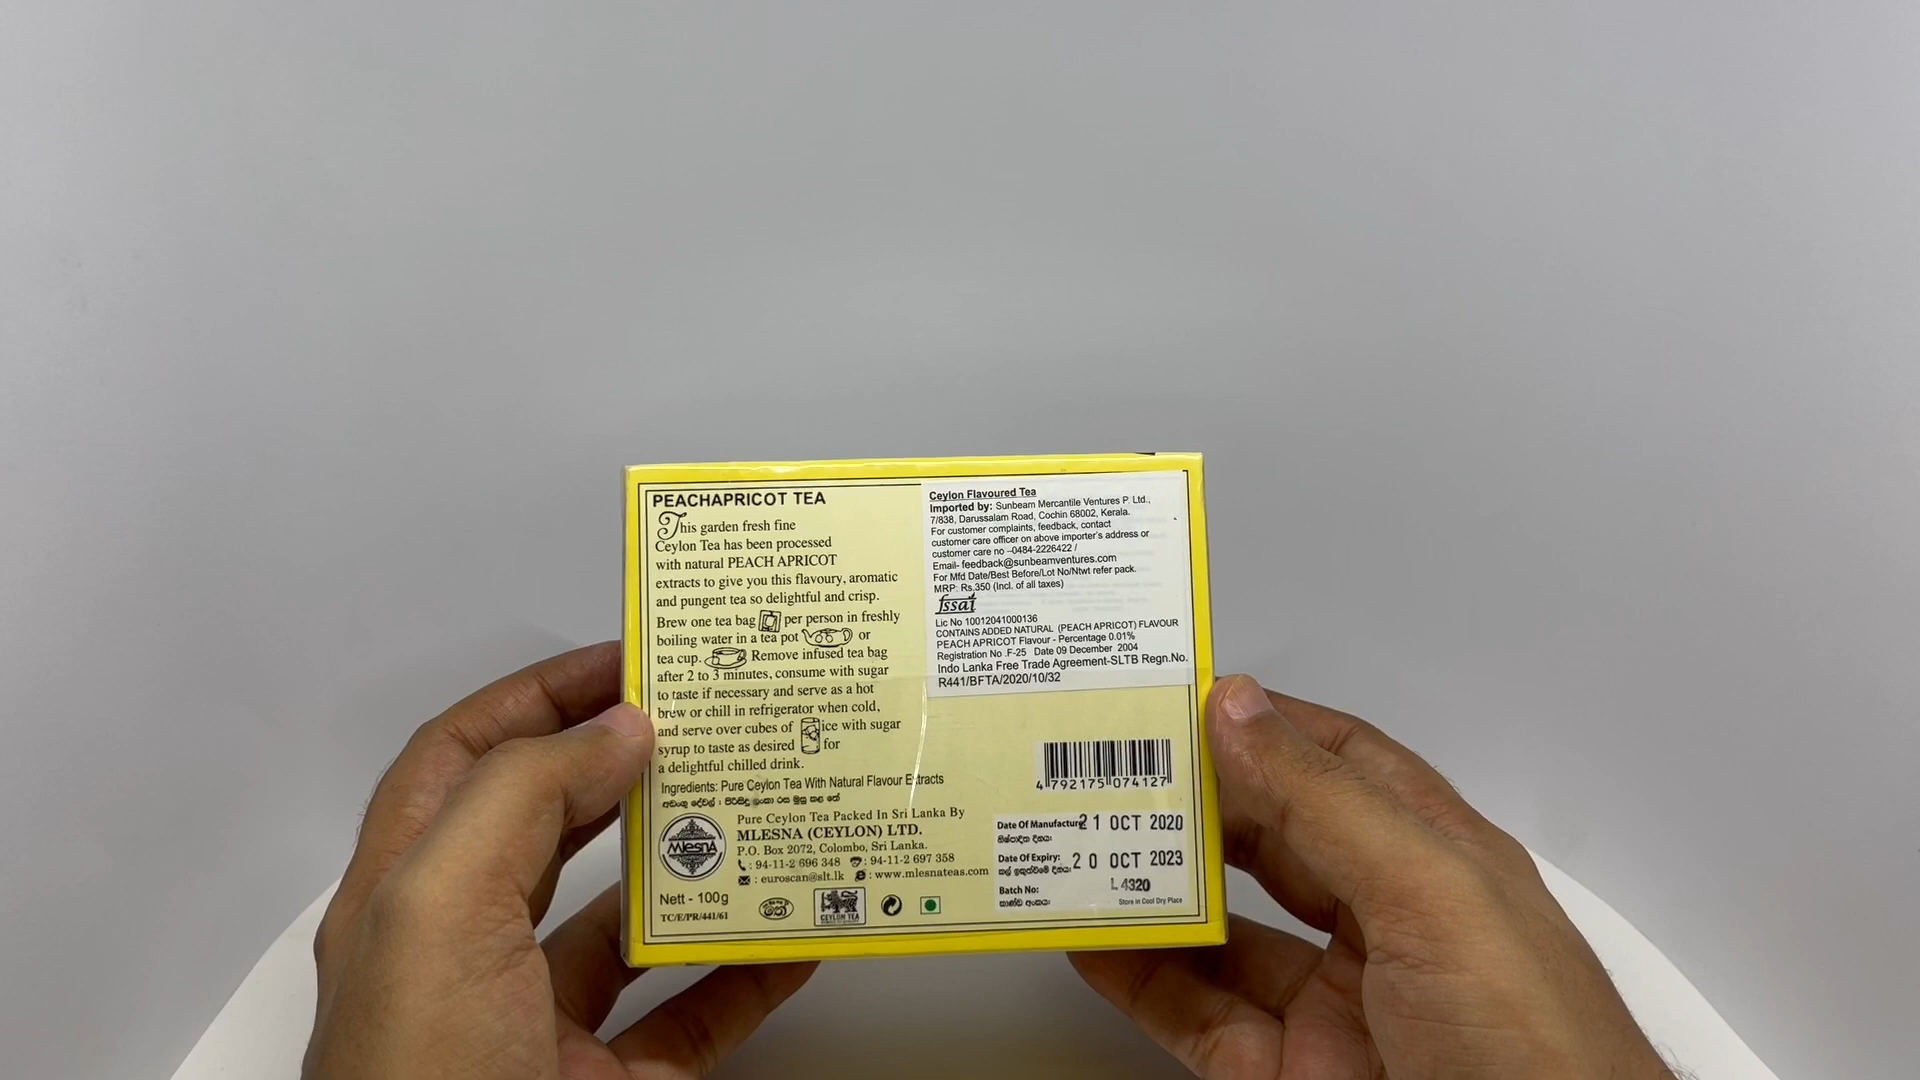 PEACHAPRICOT TEA
This garden fresh fine
Ceylon Tea has been processed
with natural PEACH APRICOT
extracts to give you this flavoury, aromatic
and pungent tea so delightful and crisp.
Brew one tea bag per person in freshly
boiling water in a tea pot or
tea cup. Remove infused tea bag
after 2 to 3 minutes, consume with sugar
to taste if necessary and serve as a hot
brew or chill in refrigerator when cold,
and serve over cubes of ice with sugar
syrup to taste as desired for
a delightful chilled drink.
Ingredients: Pure Ceylon Tea With Natural Flavour Extracts
Pure Ceylon Tea Packed In Sri Lanka By
MlesnA
MLESNA (CEYLON) LTD.
P.O. Box 2072, Colombo, Sri Lanka.
: 94-11-2 696 348 : 94-11-2 697 358
: euroscan@slt.lk : www.mlesnateas.com
Nett - 100g
TC/E/PR/441/61
CEYLON TEA
Ceylon Flavoured Tea
Imported by: Sunbeam Mercantile Ventures P. Ltd.,
7/838, Darussalam Road, Cochin 68002, Kerala.
For customer complaints, feedback, contact
customer care officer on above importer's address or
customer care no –0484-2226422 /
Email- feedback@sunbeamventures.com
For Mfd Date/Best Before/Lot No/Ntwt refer pack.
MRP: Rs.350 (Incl. of all taxes)
fssai
Lic No 10012041000136
CONTAINS ADDED NATURAL (PEACH APRICOT) FLAVOUR
PEACH APRICOT Flavour - Percentage 0.01%
Registration No .F-25 Date 09 December 2004
Indo Lanka Free Trade Agreement-SLTB Regn.No.
R441/BFTA/2020/10/32
4 792175 074127
Date Of Manufacture 21 OCT 2020
නිෂ්පාදිත දිනය:
Date Of Expiry: 20 OCT 2023
කල් ඉකුත්වීමේ දිනය:
Batch No: L 4320
කාණ්ඩ අංකය:
Store in Cool Dry Place